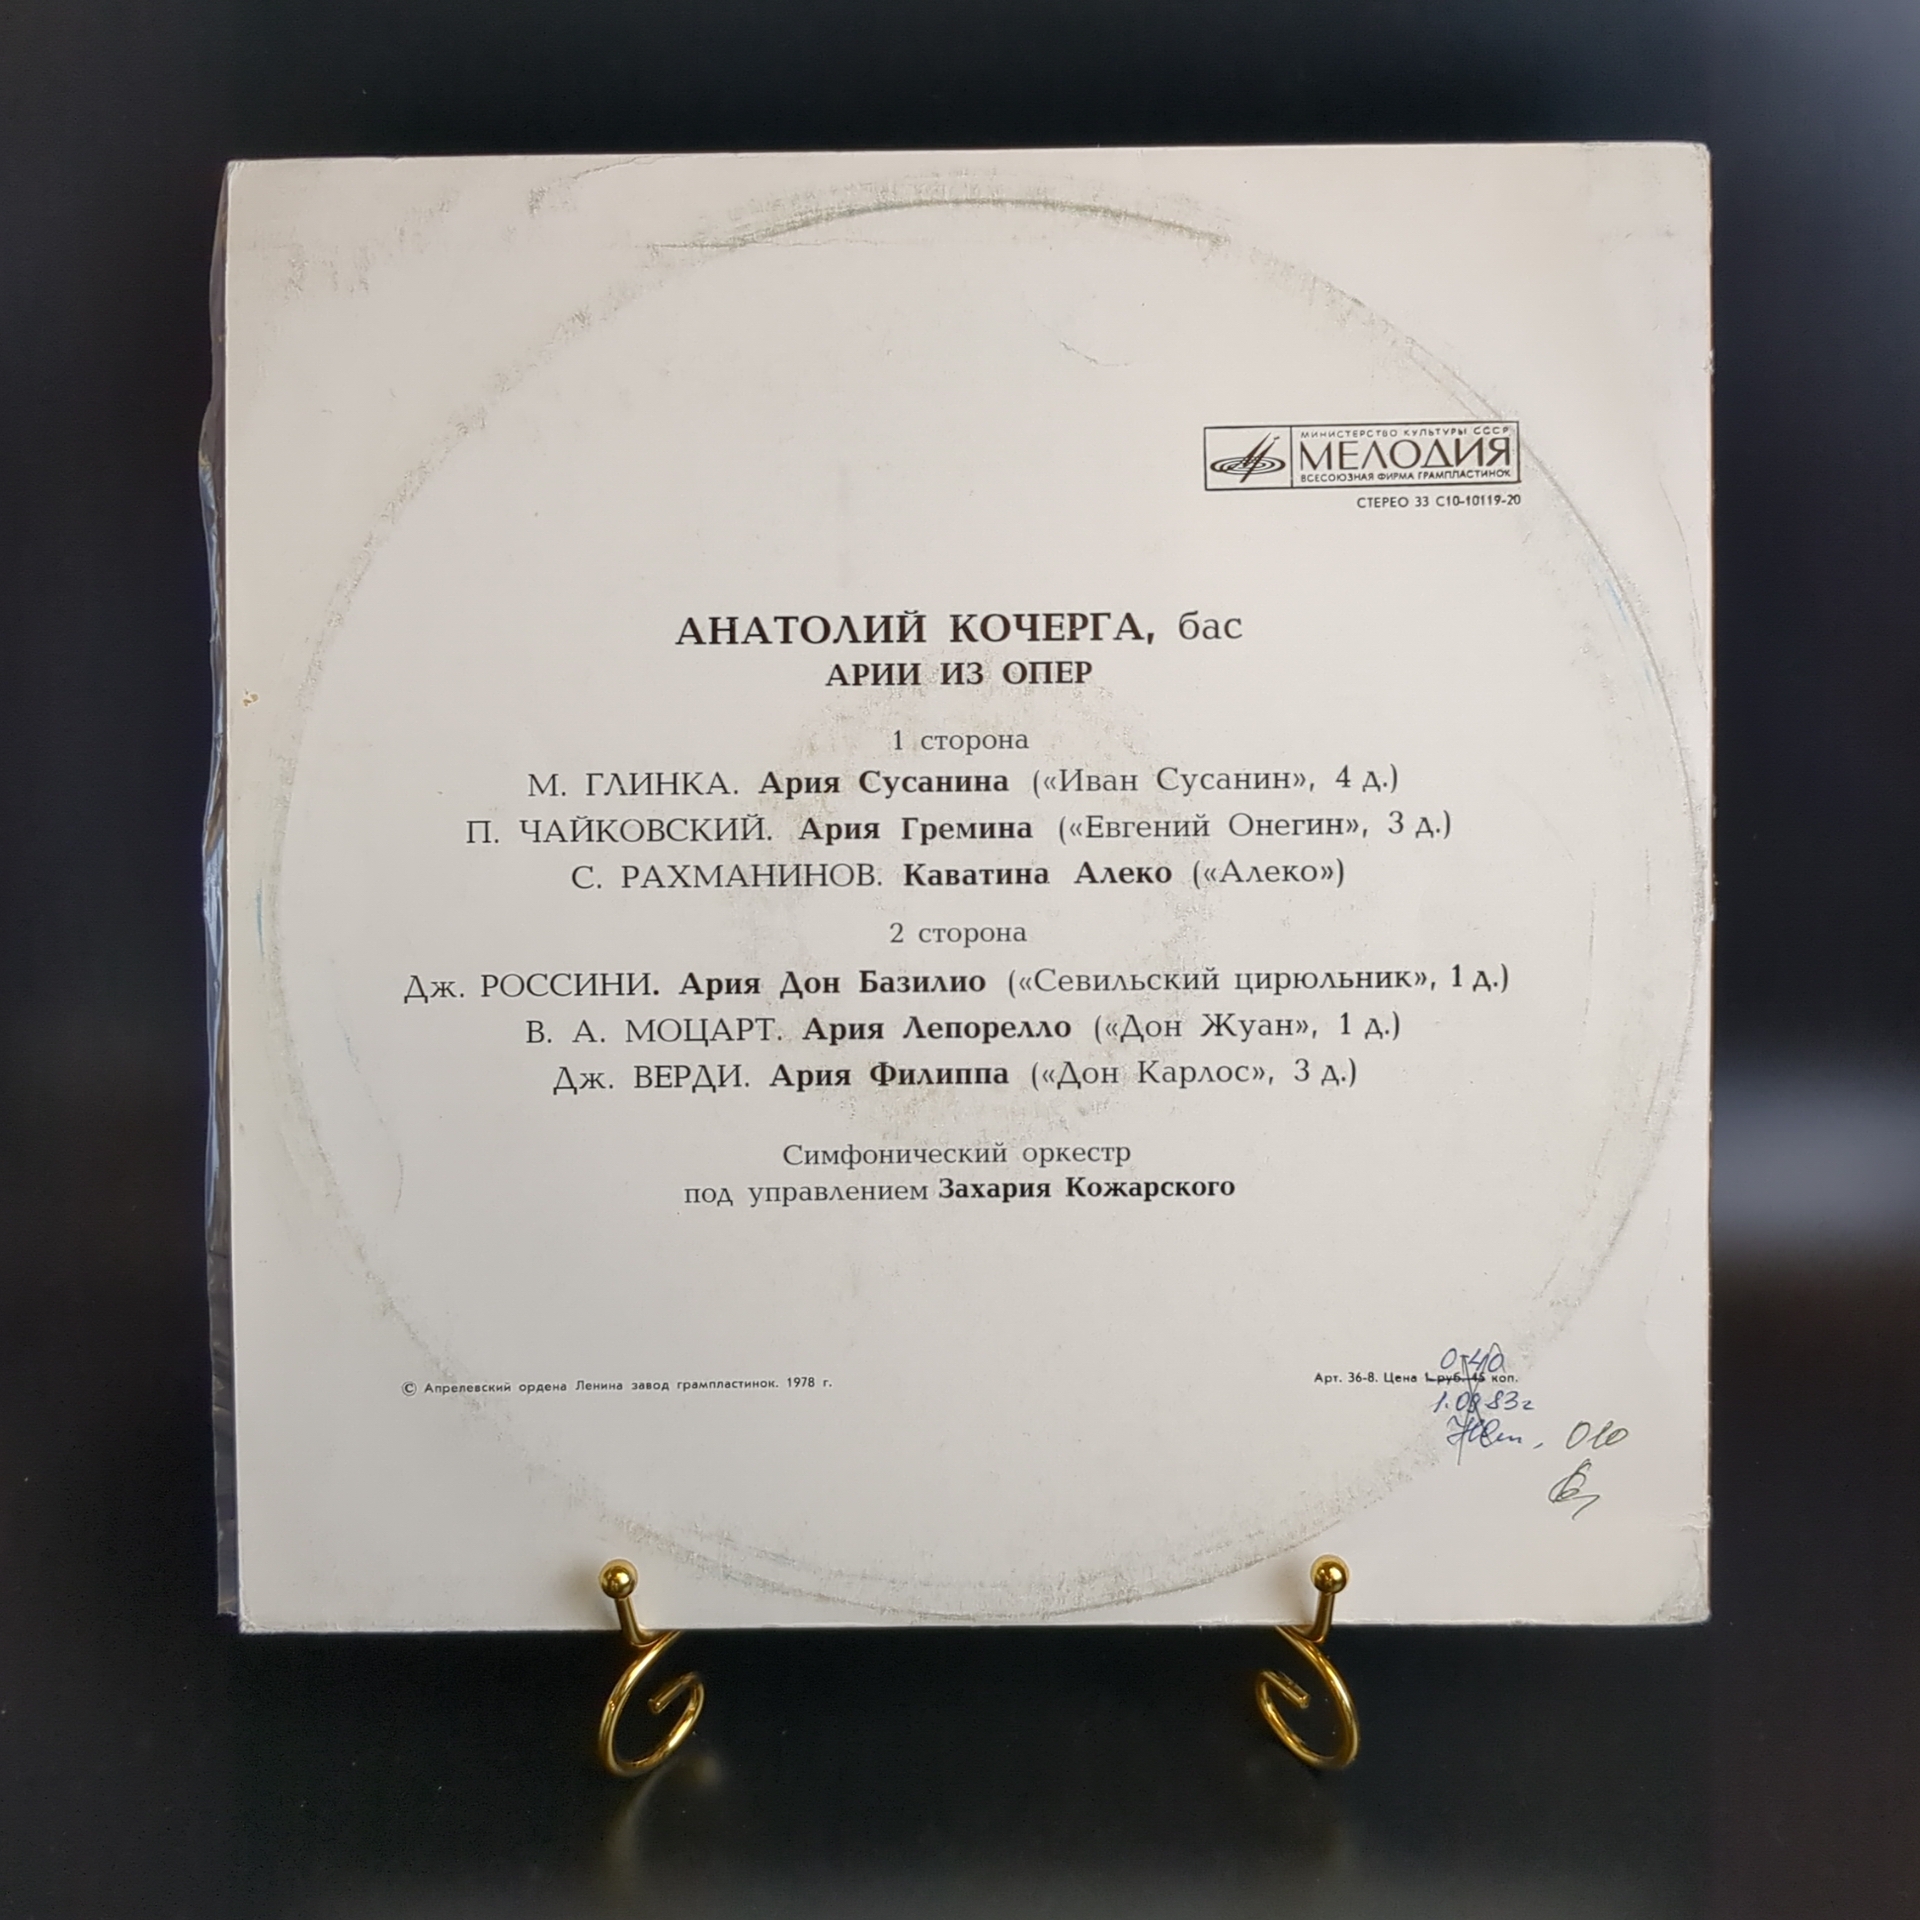 МИНИСТЕРСТВО КУЛЬТУРЫ СССР
МЕЛОДИЯ
ВСЕСОЮЗНАЯ ФИРМА ГРАМПЛАСТИНОК
СТЕРЕО 33 С10-10119-20
АНАТОЛИЙ КОЧЕРГА, бас
АРИИ ИЗ ОПЕР
1 сторона
М. ГЛИНКА. Ария Сусанина («Иван Сусанин», 4 д.)
П. ЧАЙКОВСКИЙ. Ария Гремина («Евгений Онегин», 3 д.)
С. РАХМАНИНОВ. Каватина Алеко («Алеко»)
2 сторона
Дж. РОССИНИ. Ария Дон Базилио («Севильский цирюльник», 1 д.)
В. А. МОЦАРТ. Ария Лепорелло («Дон Жуан», 1 д.)
Дж. ВЕРДИ. Ария Филиппа («Дон Карлос», 3 д.)
Симфонический оркестр
под управлением Захария Кожарского
© Апрелевский ордена Ленина завод грампластинок. 1978 г.
0-40
Арт. 36-8. Цена 1 руб. 45 коп.
010